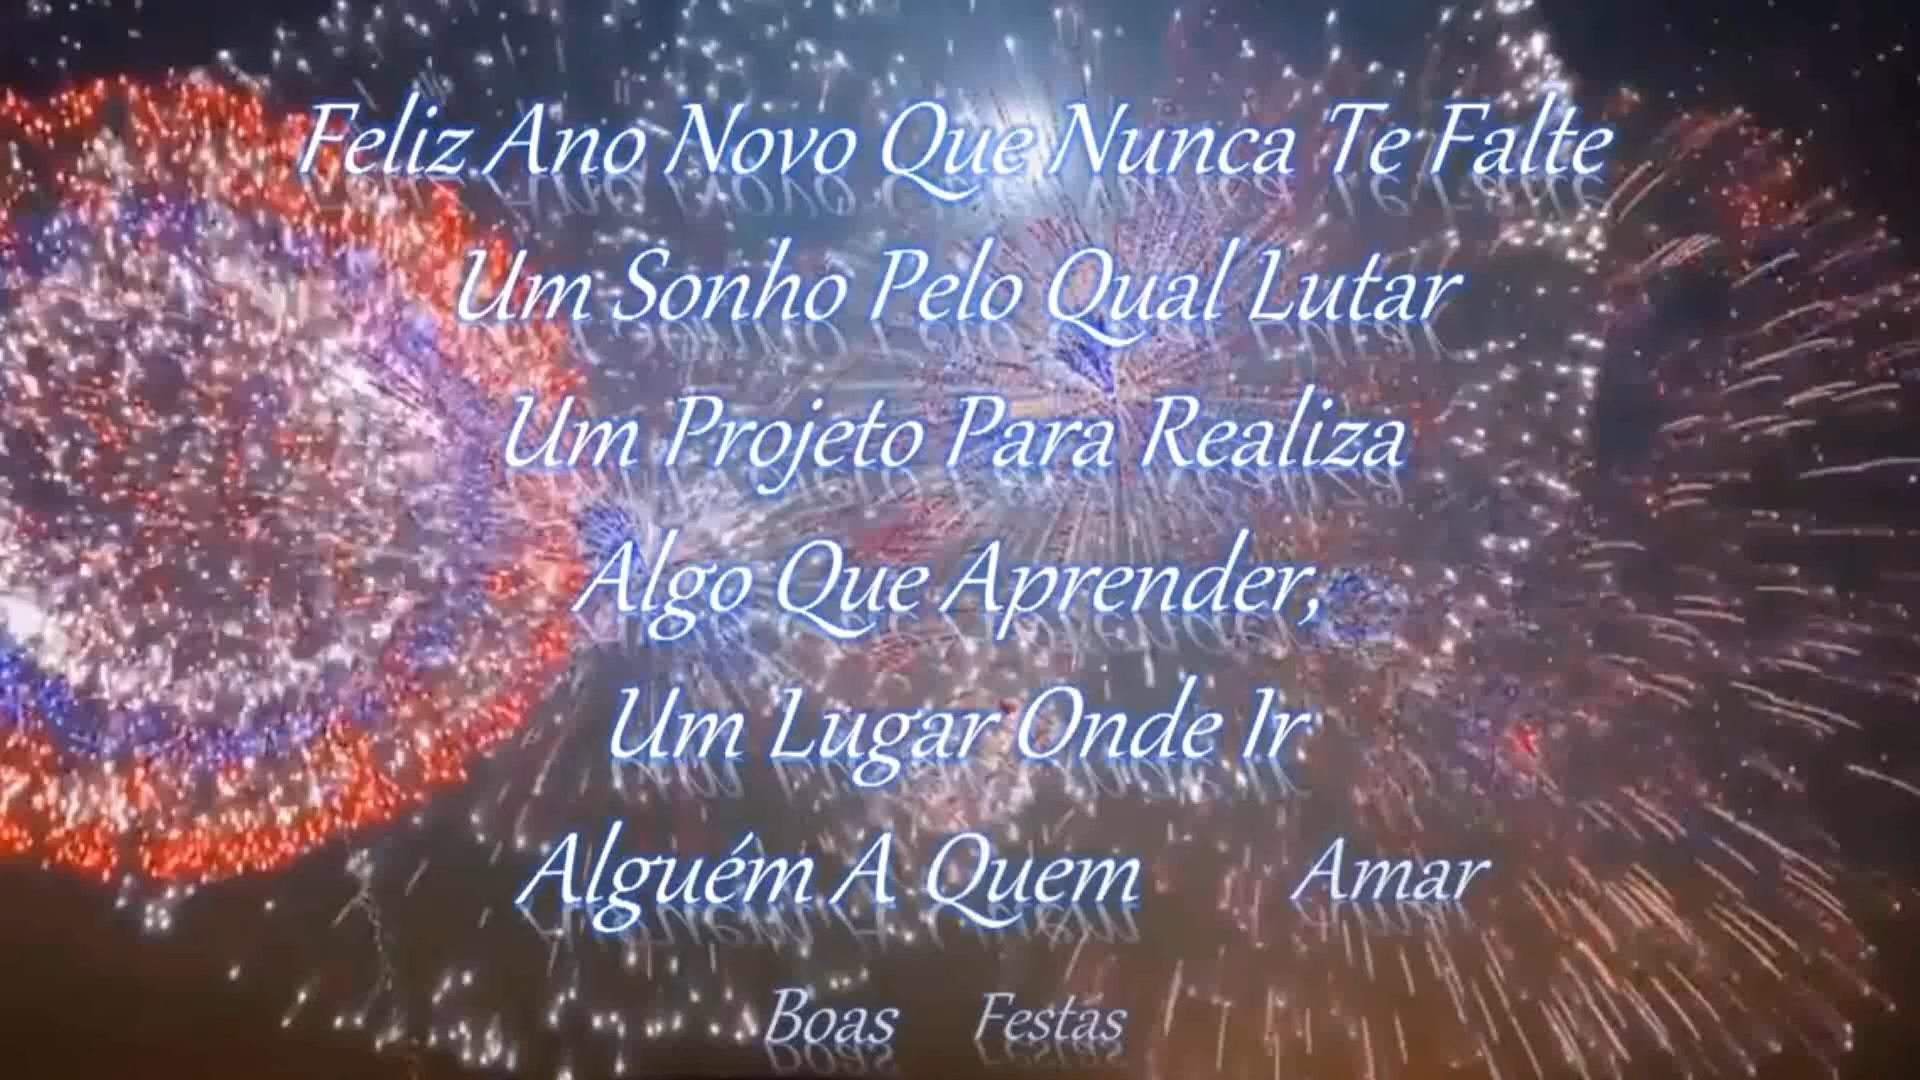 Feliz Ano Novo Que Nunca Te Falte
Um Sonho Pelo Qual Lutar
Um Projeto Para Realiza
Algo Que Aprender,
Um Lugar Onde Ir
Alguém A Quem Amar
Boas Festas